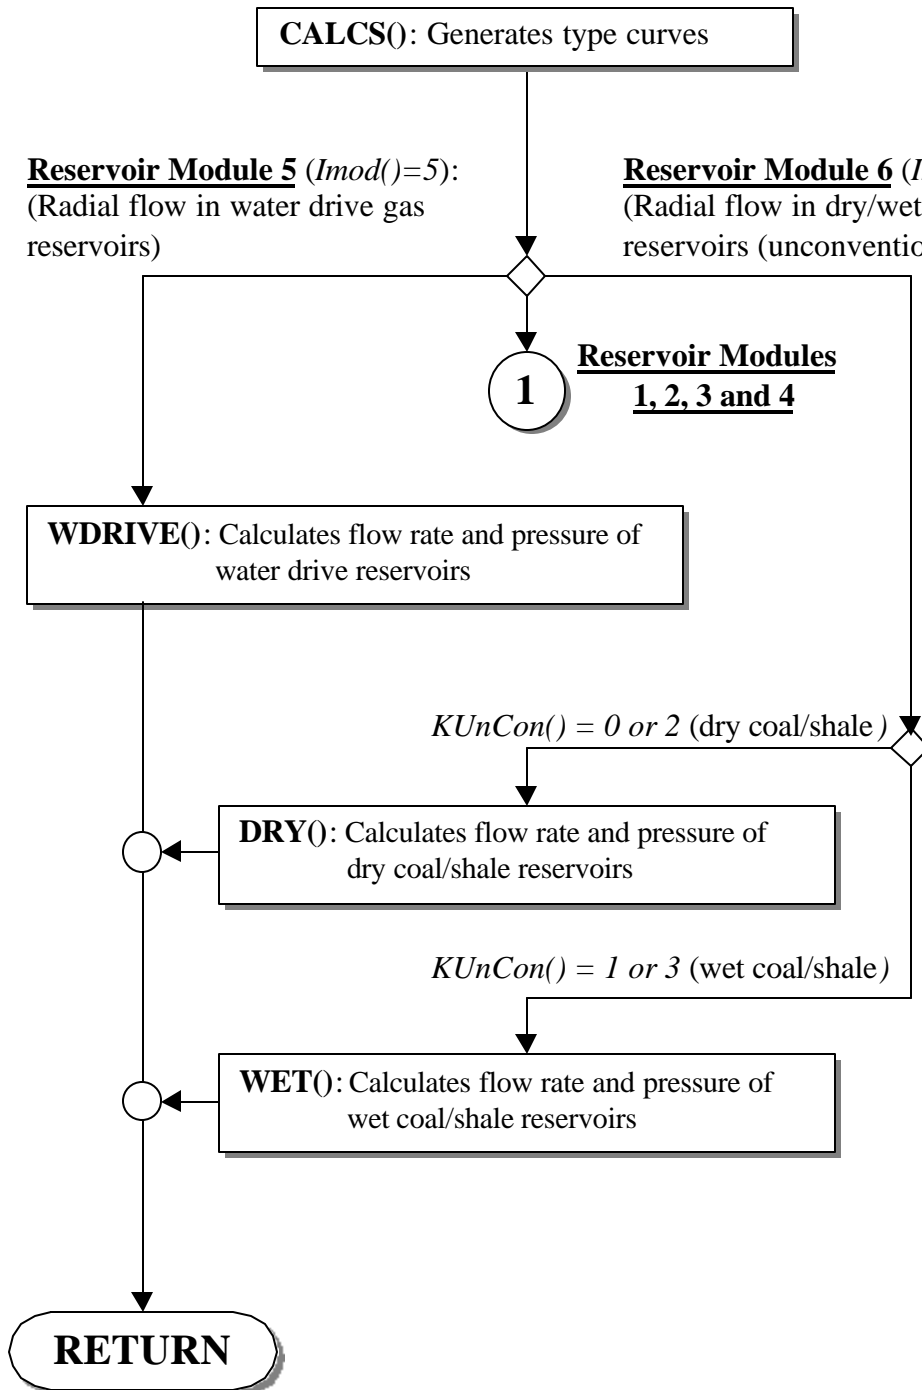 CALCS(): Generates type curves
Reservoir Module 5 (Imod()=5):
(Radial flow in water drive gas
reservoirs)
Reservoir Module 6 (
(Radial flow in dry/wet
reservoirs
1
Reservoir Modules
1, 2, 3 and 4
WDRIVE(): Calculates flow rate and pressure of
water drive reservoirs
KUnCon() = 0 or 2 (dry coal/shale)
DRY(): Calculates flow rate and pressure of
dry coal/shale reservoirs
KUnCon() = 1 or 3 (wet coal/shale)
WET(): Calculates flow rate and pressure of
wet coal/shale reservoirs
RETURN